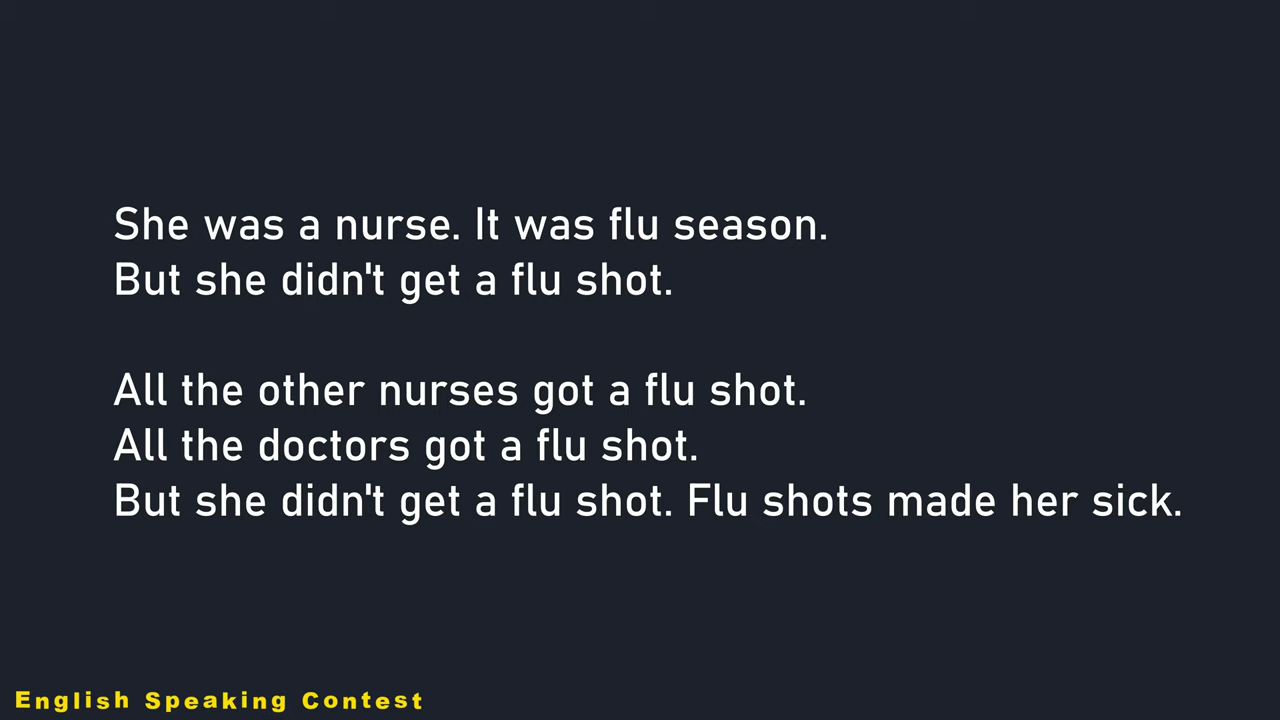 She was a nurse. It was flu season.
But she didn't get a flu shot.
All the other nurses got a flu shot.
All the doctors got a flu shot.
But she didn't get a flu shot. Flu shots made her sick.
English Speaking Contest